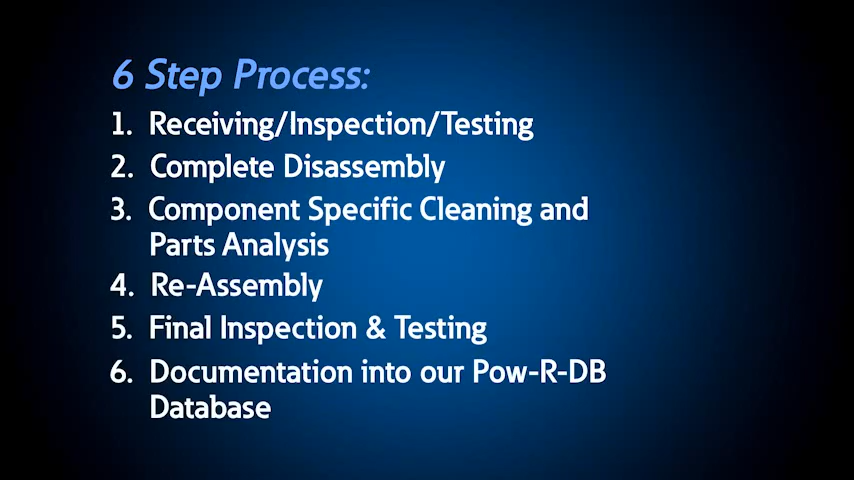 6 Step Process:
1. Receiving/Inspection/Testing
2. Complete Disassembly
3. Component Specific Cleaning and
Parts Analysis
4. Re-Assembly
5. Final Inspection & Testing
6. Documentation into our Pow-R-DB
Database